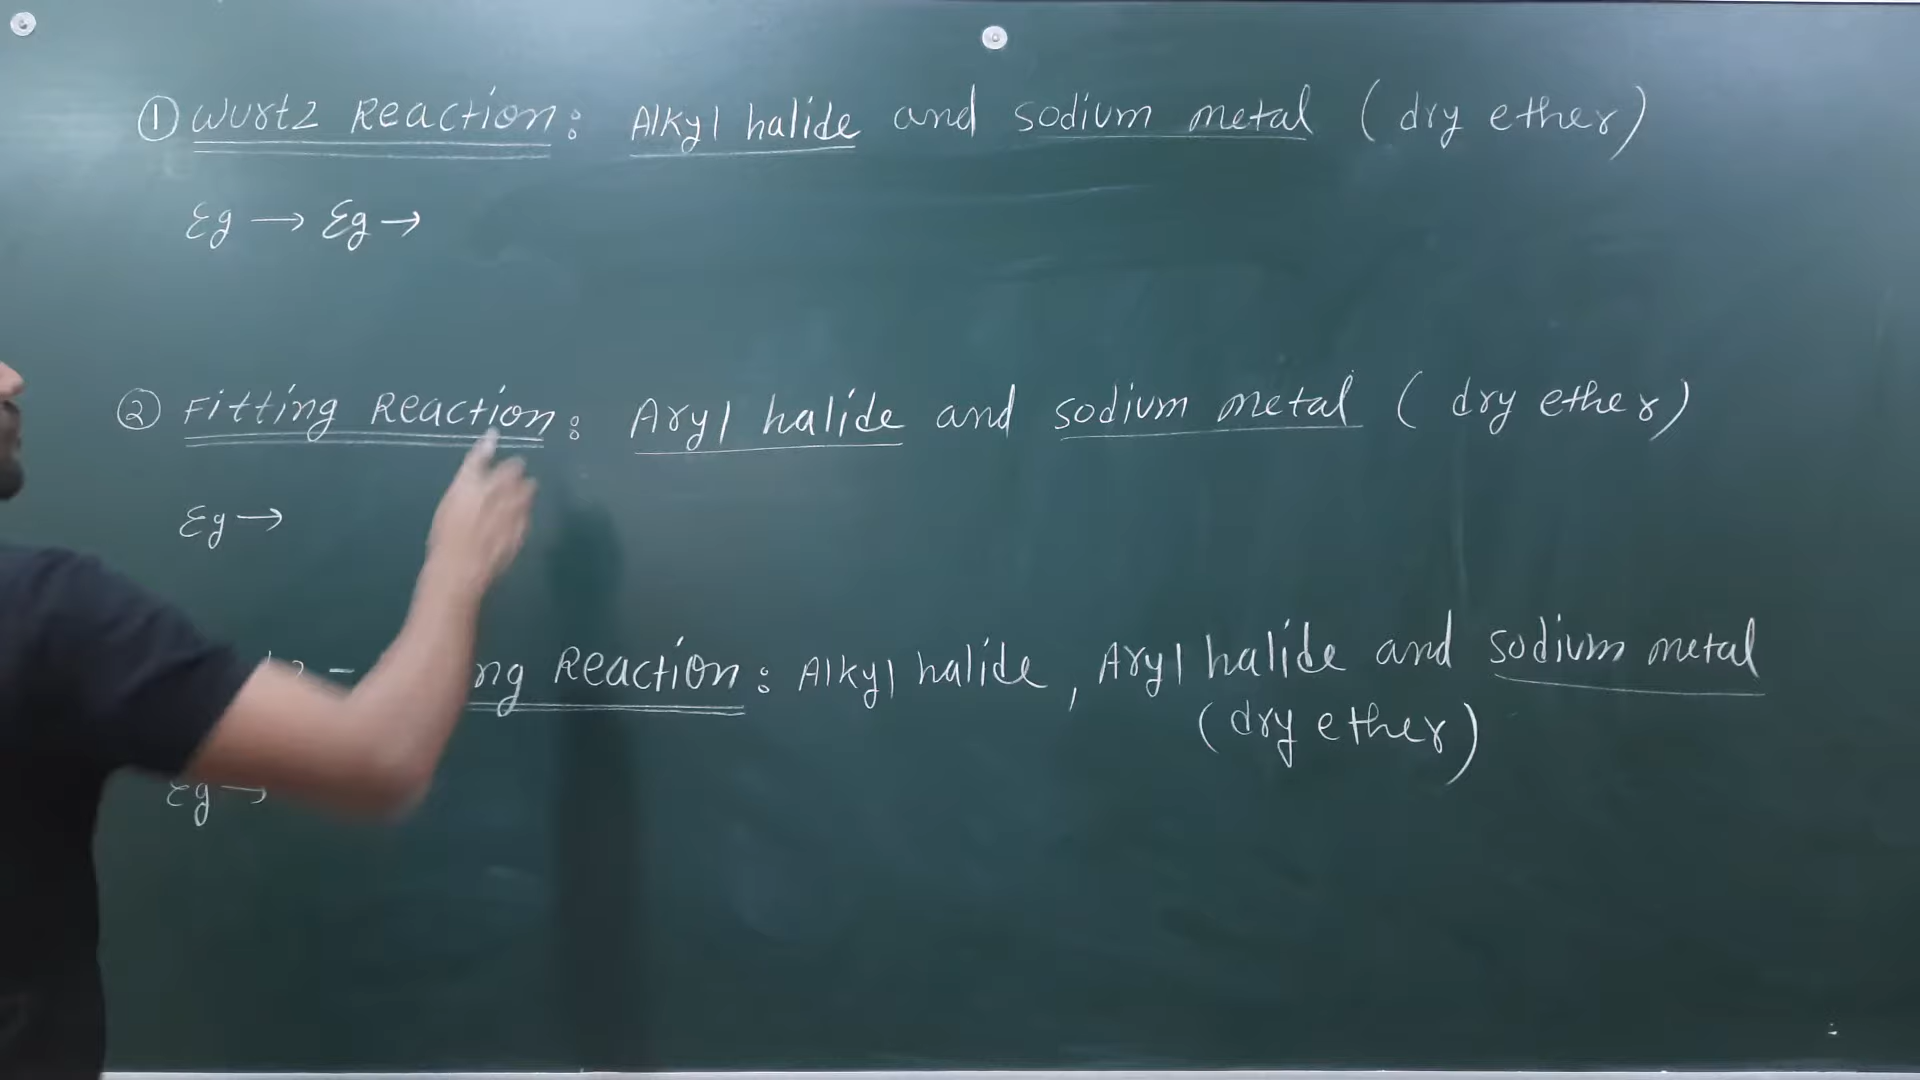 ① Wurtz Reaction: Alkyl halide and sodium metal (dry ether)
Eg → Eg →
② Fitting Reaction: Aryl halide and sodium metal (dry ether)
Eg →
Reaction: Alkyl halide, Aryl halide and sodium metal
(dry ether)
Eg →